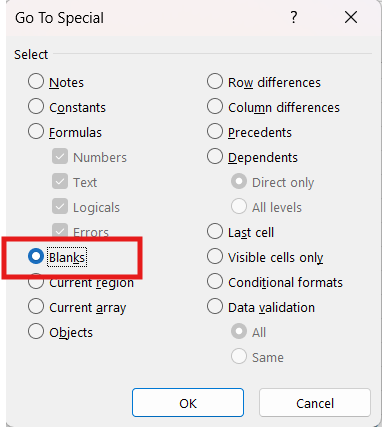 Go To Special
?
Select
Notes
Constants
Formulas
Numbers
Text
Logicals
Errors
Blanks
Current region
Current array
Objects
Row differences
Column differences
Precedents
Dependents
Direct only
All levels
Last cell
Visible cells only
Conditional formats
Data validation
All
Same
OK
Cancel